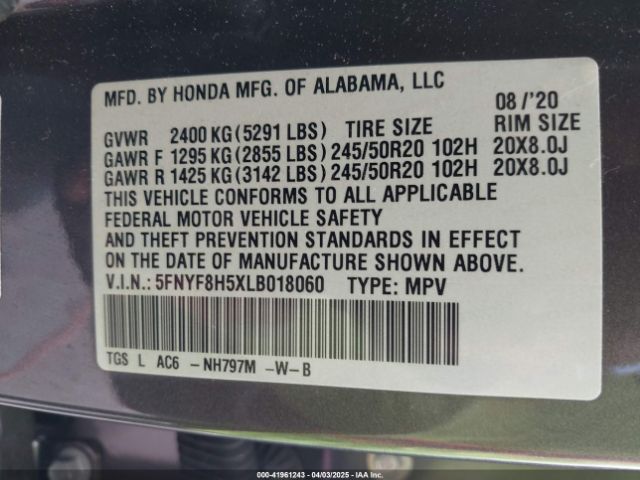 MFD. BY HONDA MFG. OF ALABAMA, LLC
08 /'20
GVWR 2400 KG (5291 LBS) TIRE SIZE RIM SIZE
GAWR F 1295 KG (2855 LBS) 245/50R20 102H 20X8.0J
GAWR R 1425 KG (3142 LBS) 245/50R20 102H 20X8.0J
THIS VEHICLE CONFORMS TO ALL APPLICABLE
FEDERAL MOTOR VEHICLE SAFETY
AND THEFT PREVENTION STANDARDS IN EFFECT
ON THE DATE OF MANUFACTURE SHOWN ABOVE.
V.I.N.: 5FNYF8H5XLB018060 TYPE: MPV
TGS L AC6 -NH797M -W-B
000-41961243 - 04/03/2025 - IAA Inc.